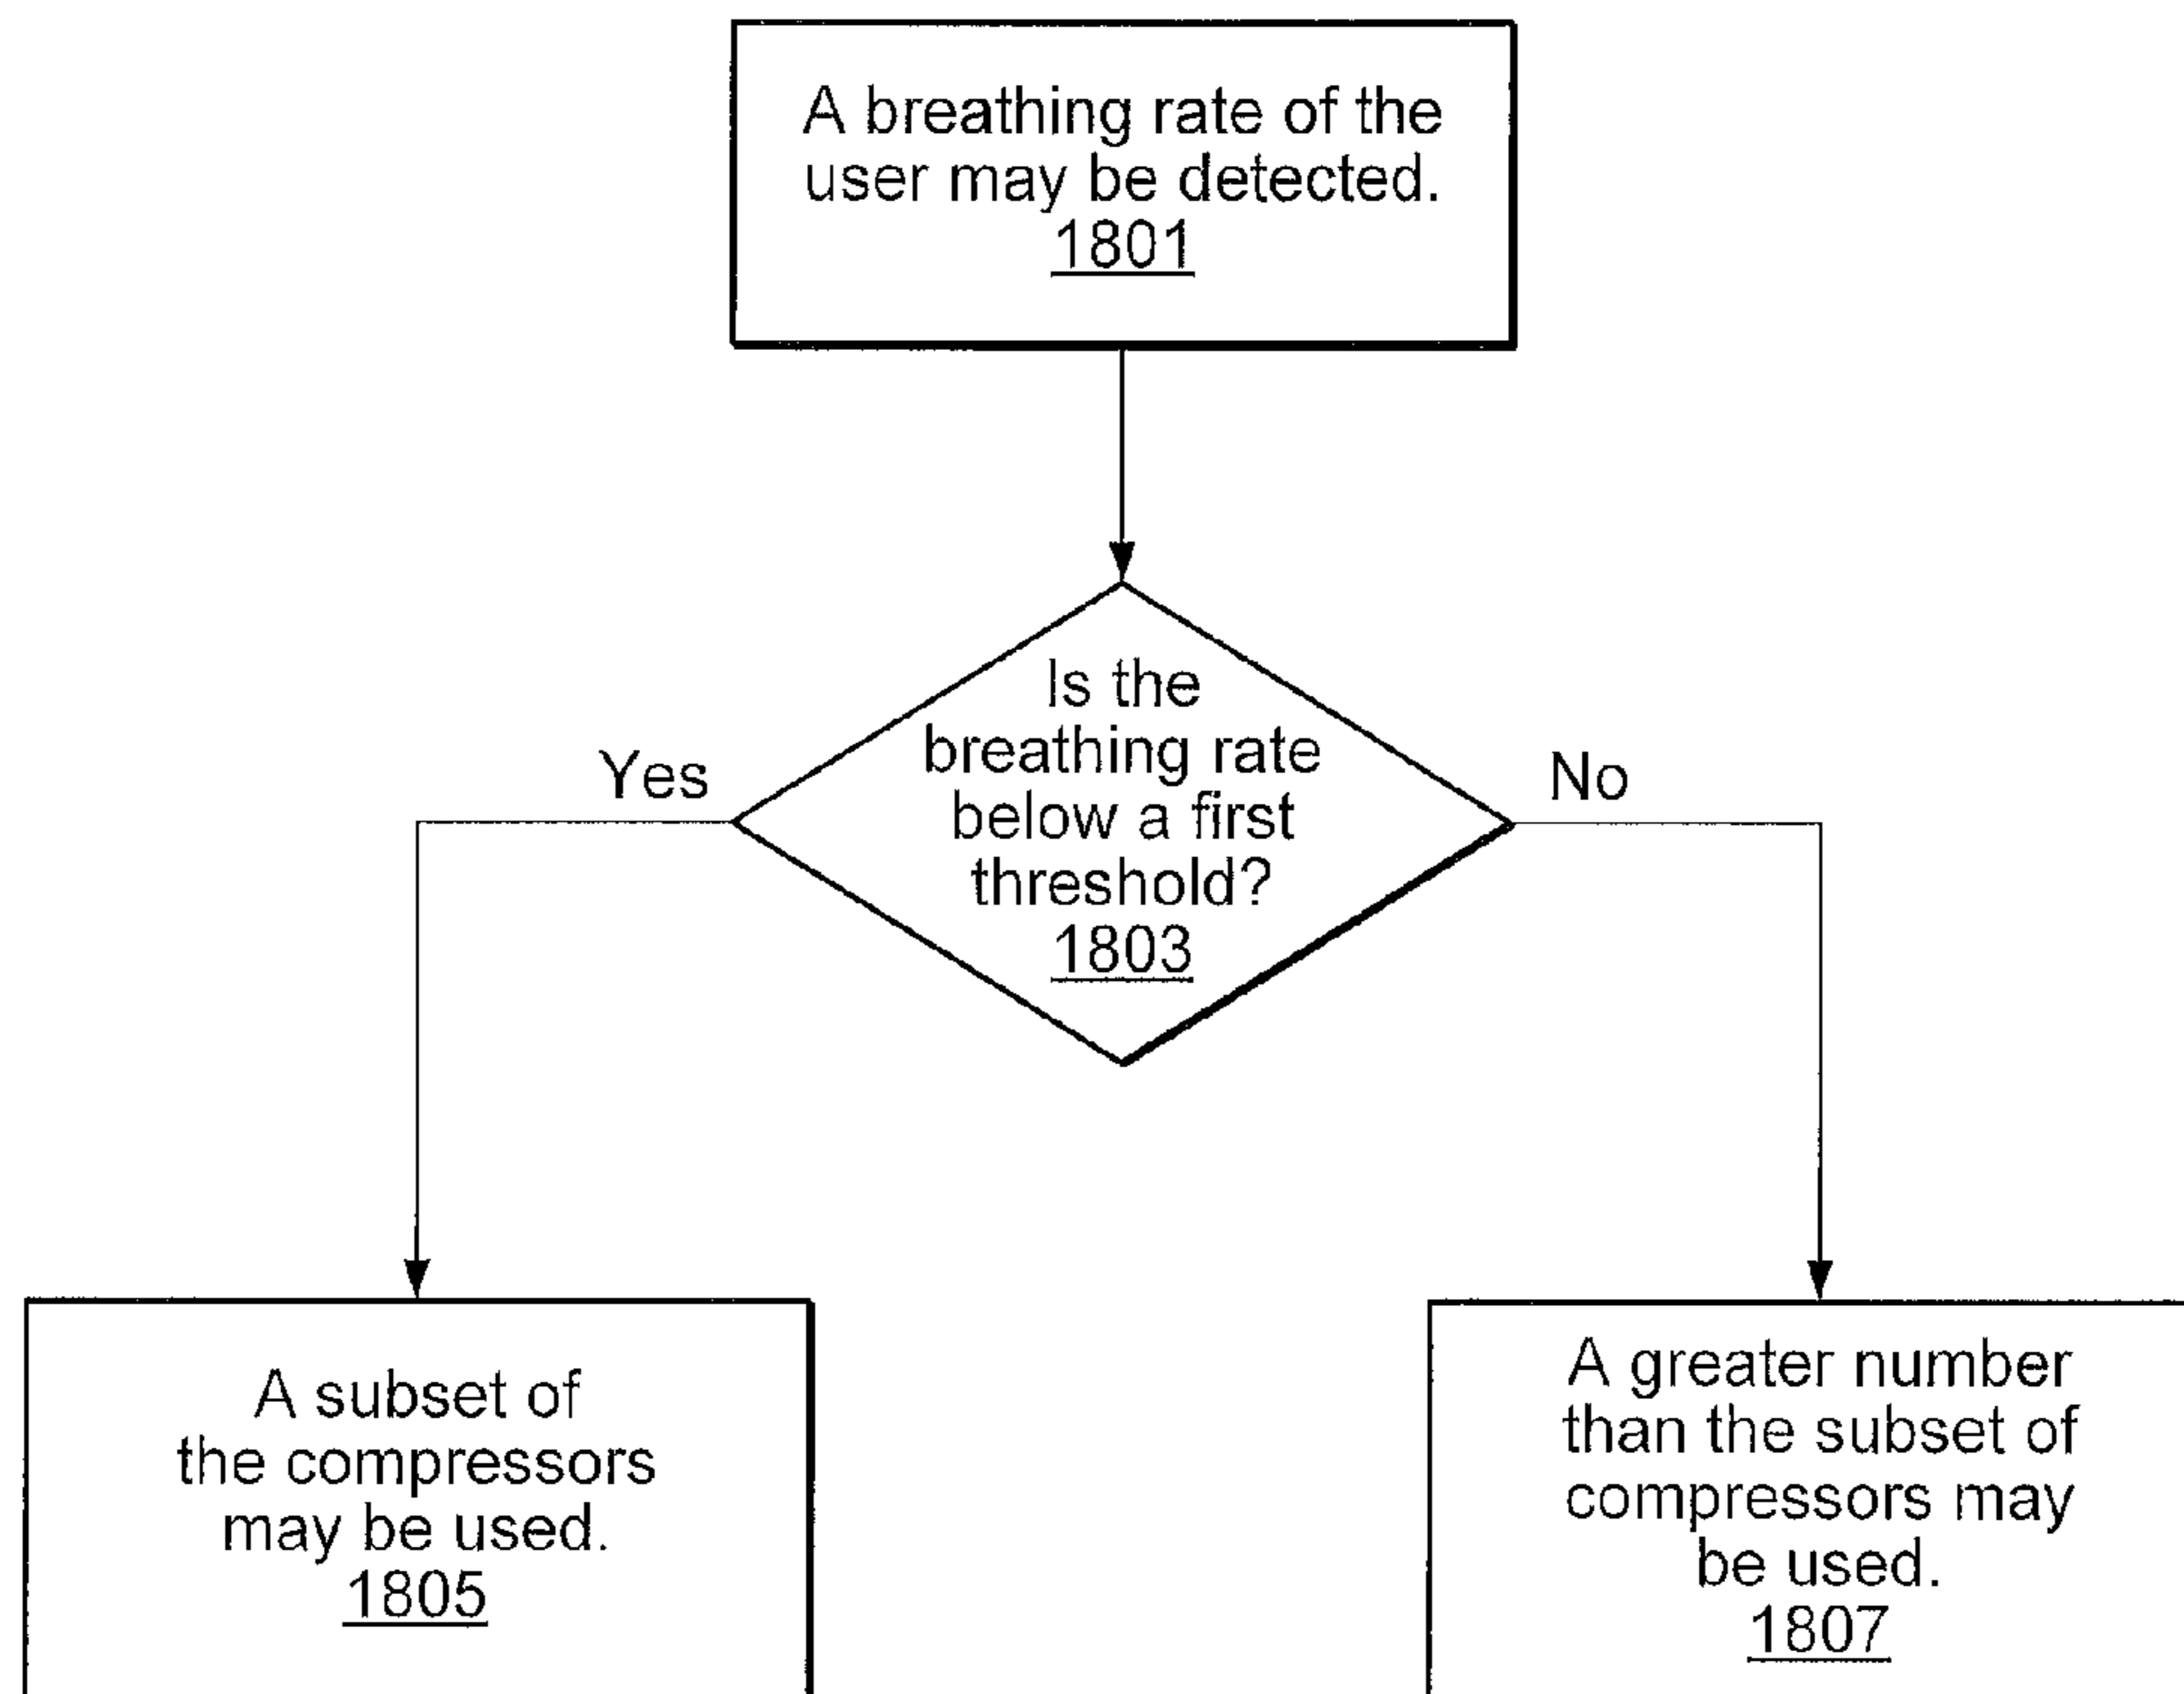 A breathing rate of the
user may be detected.
1801
Is the
breathing rate
below a first
threshold?
1803
Yes
No
A subset of
the compressors
may be used.
1805
A greater number
than the subset of
compressors may
be used.
1807